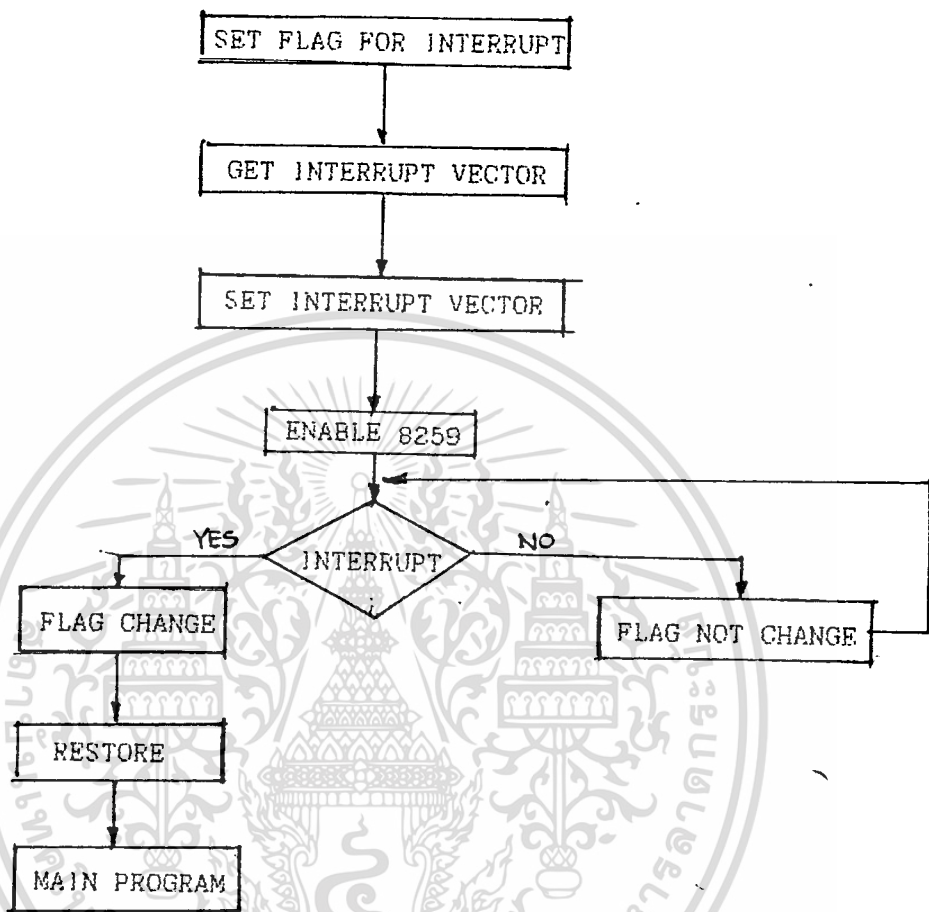 SET FLAG FOR INTERRUPT
GET INTERRUPT VECTOR
SET INTERRUPT VECTOR
ENABLE 8259
YES
INTERRUPT
NO
FLAG CHANGE
FLAG NOT CHANGE
RESTORE
MAIN PROGRAM